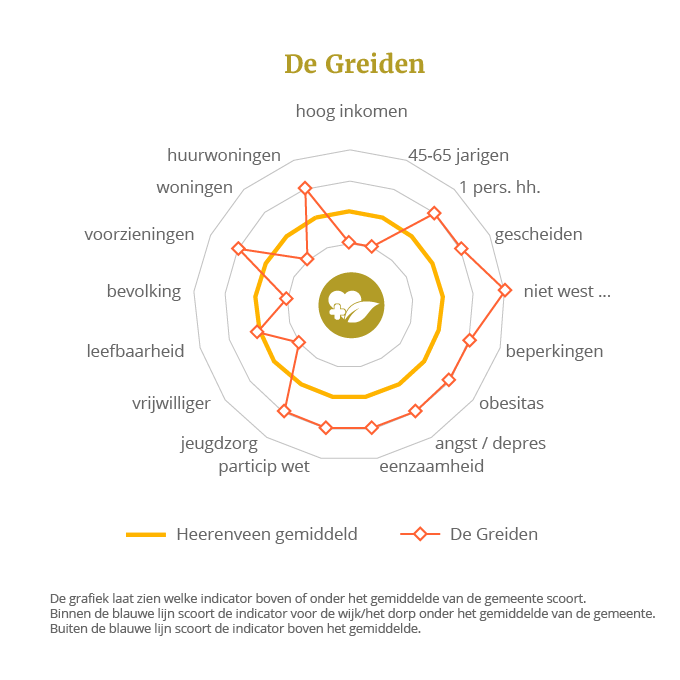 De Greiden
hoog inkomen
huurwoningen
45-65 jarigen
woningen
1 pers. hh.
voorzieningen
gescheiden
bevolking
niet west ...
leefbaarheid
beperkingen
vrijwilliger
obesitas
jeugdzorg
angst / depres
particip wet
eenzaamheid
Heerenveen gemiddeld
De Greiden
De grafiek laat zien welke indicator boven of onder het gemiddelde van de gemeente scoort.
Binnen de blauwe lijn scoort de indicator voor de wijk/het dorp onder het gemiddelde van de gemeente.
Buiten de blauwe lijn scoort de indicator boven het gemiddelde.